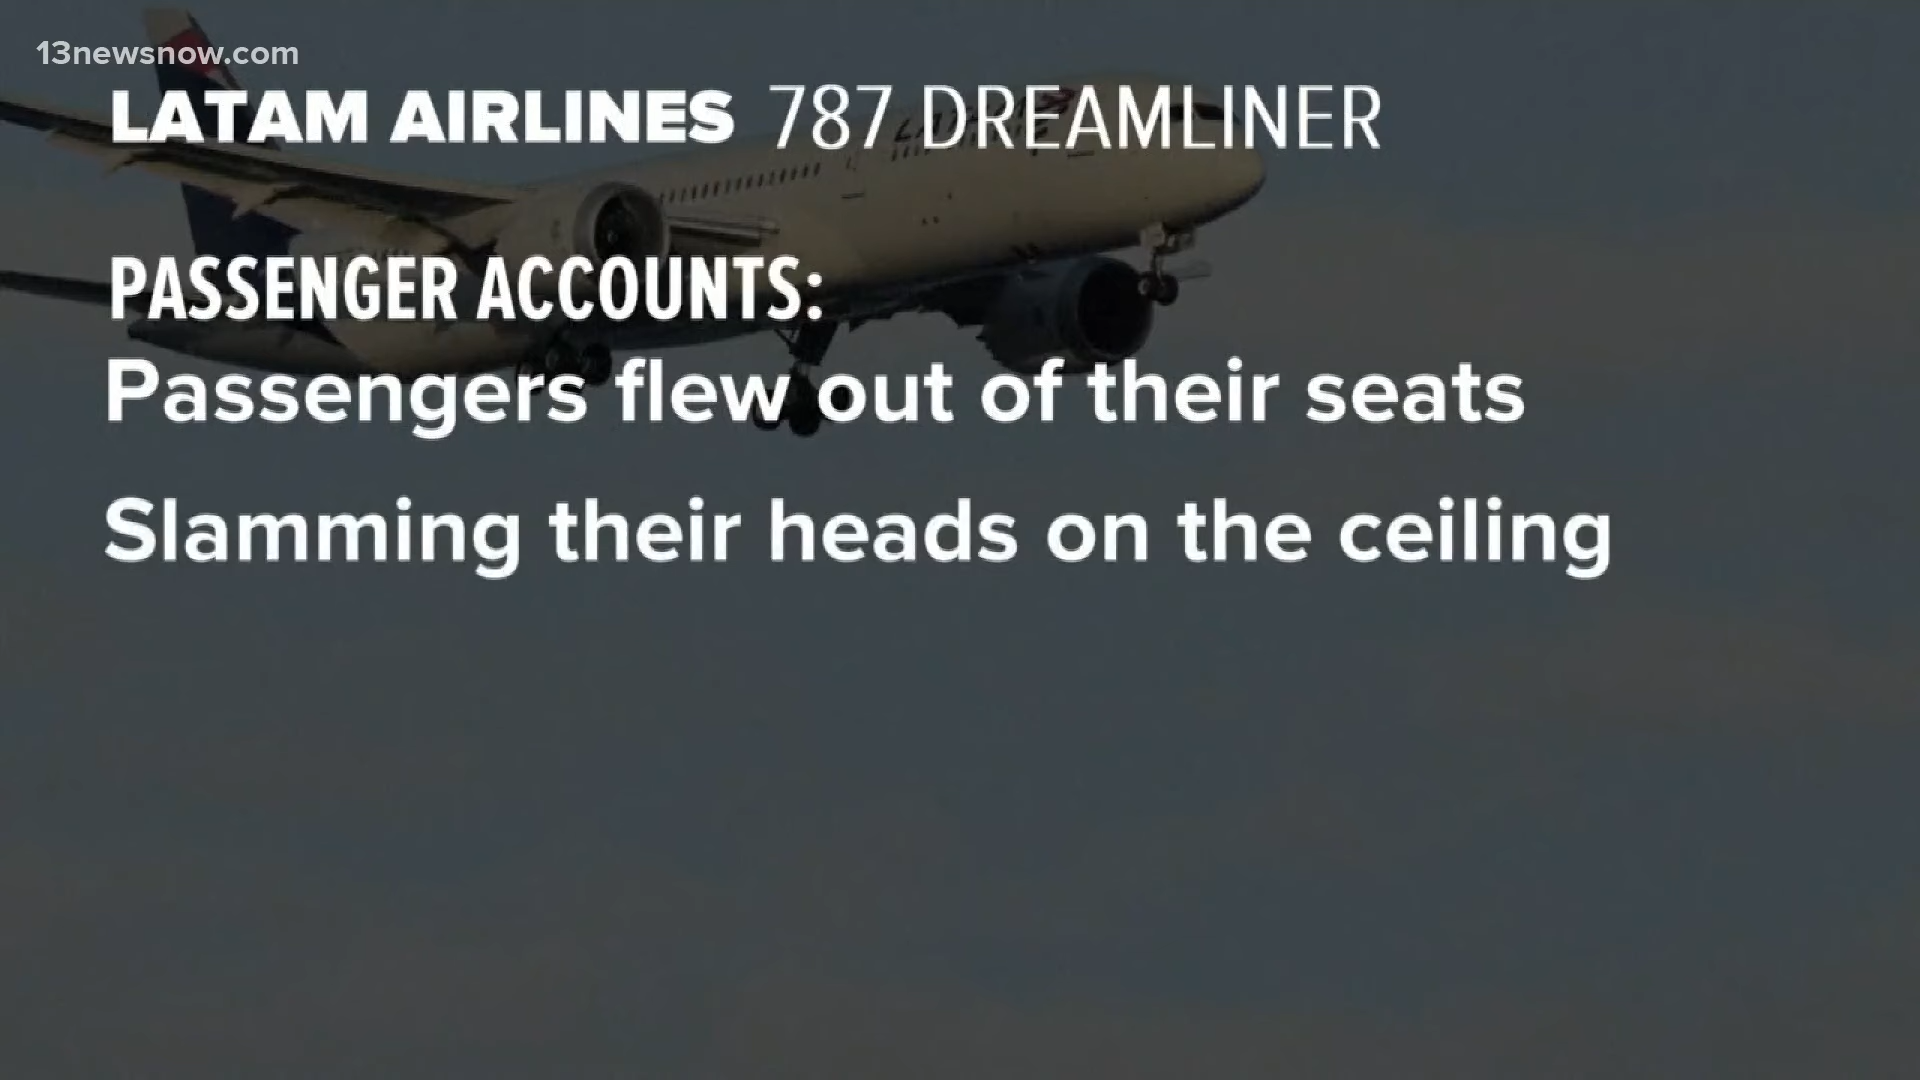 13newsnow.com
LATAM AIRLINES 787 DREAMLINER
PASSENGER ACCOUNTS:
Passengers flew out of their seats
Slamming their heads on the ceiling